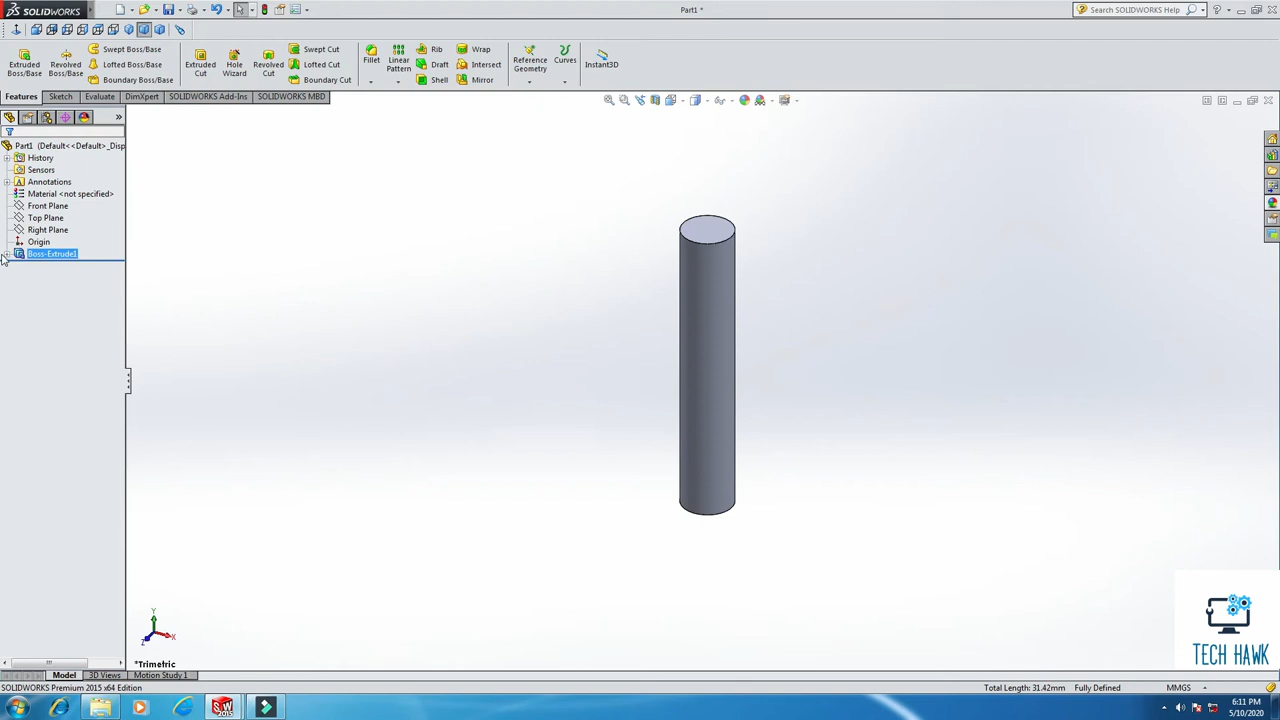 SOLIDWORKS
Part1 *
Search SOLIDWORKS Help
Extruded Boss/Base
Revolved Boss/Base
Swept Boss/Base
Lofted Boss/Base
Boundary Boss/Base
Extruded Cut
Hole Wizard
Revolved Cut
Swept Cut
Lofted Cut
Boundary Cut
Fillet
Linear Pattern
Rib
Draft
Shell
Wrap
Intersect
Mirror
Reference Geometry
Curves
Instant3D
Features
Sketch
Evaluate
DimXpert
SOLIDWORKS Add-Ins
SOLIDWORKS MBD
Part1 (Default<<Default>_Disp
History
Sensors
Annotations
Material <not specified>
Front Plane
Top Plane
Right Plane
Origin
Boss-Extrude1
Y
X
Z
*Trimetric
TECH HAWK
Model
3D Views
Motion Study 1
SOLIDWORKS Premium 2015 x64 Edition
Total Length: 31.42mm
Fully Defined
MMGS
6:11 PM
5/10/2020